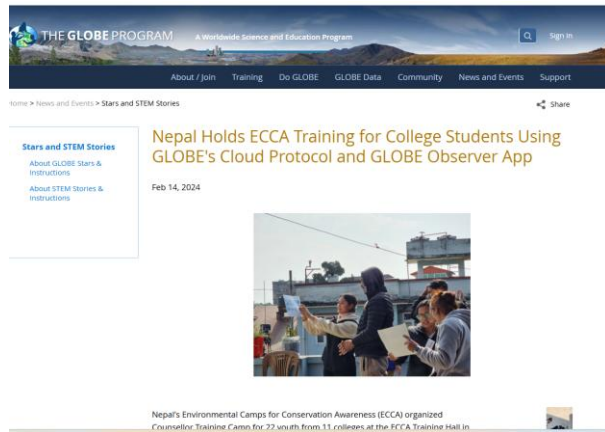 THE GLOBE PROGRAM
A Worldwide Science and Education Program
Sign In
About / Join Training Do GLOBE GLOBE Data Community News and Events Support
Home > News and Events > Stars and STEM Stories
Share
Stars and STEM Stories
About GLOBE Stars &
Instructions
About STEM Stories &
Instructions
Nepal Holds ECCA Training for College Students Using
GLOBE's Cloud Protocol and GLOBE Observer App
Feb 14, 2024
Nepal's Environmental Camps for Conservation Awareness (ECCA) organized
Counsellor Training Camp for 22 youth from 11 colleges at the ECCA Training Hall in